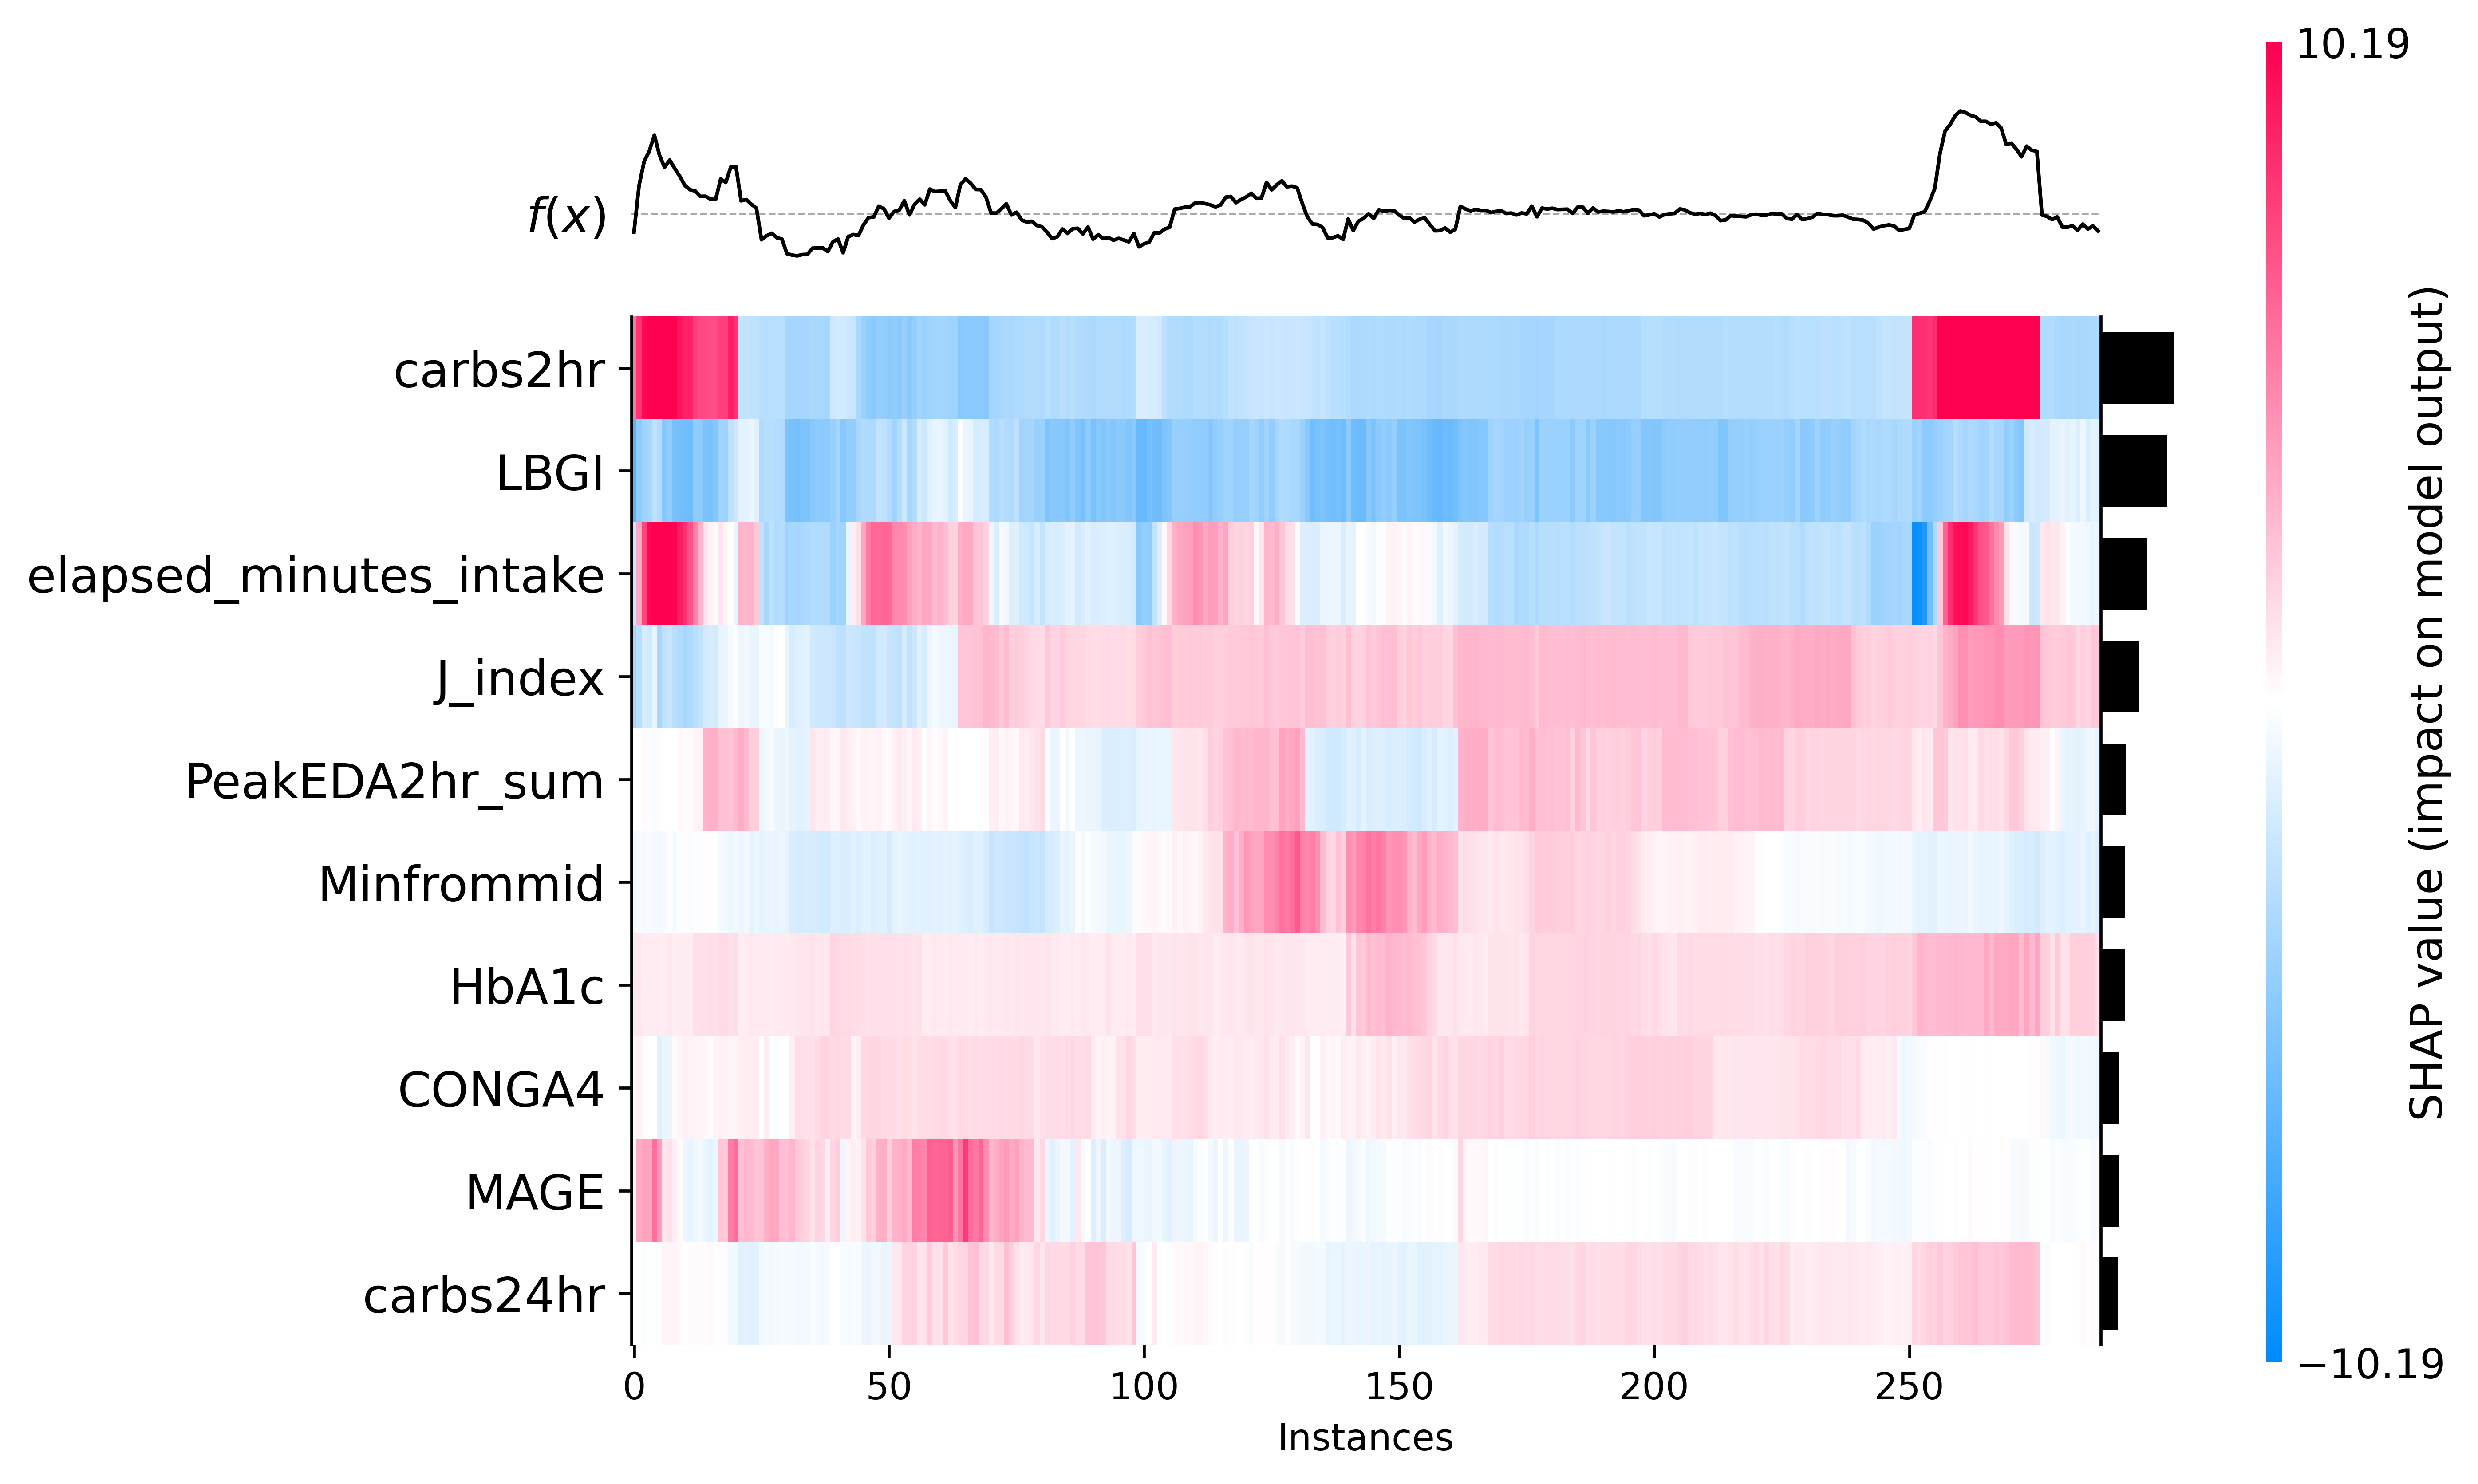 10.19
f(x)
carbs2hr
LBGI
elapsed_minutes_intake
J_index
PeakEDA2hr_sum
Minfrommid
HbA1c
CONGA4
MAGE
carbs24hr
0 50 100 150 200 250
Instances
−10.19
SHAP value (impact on model output)